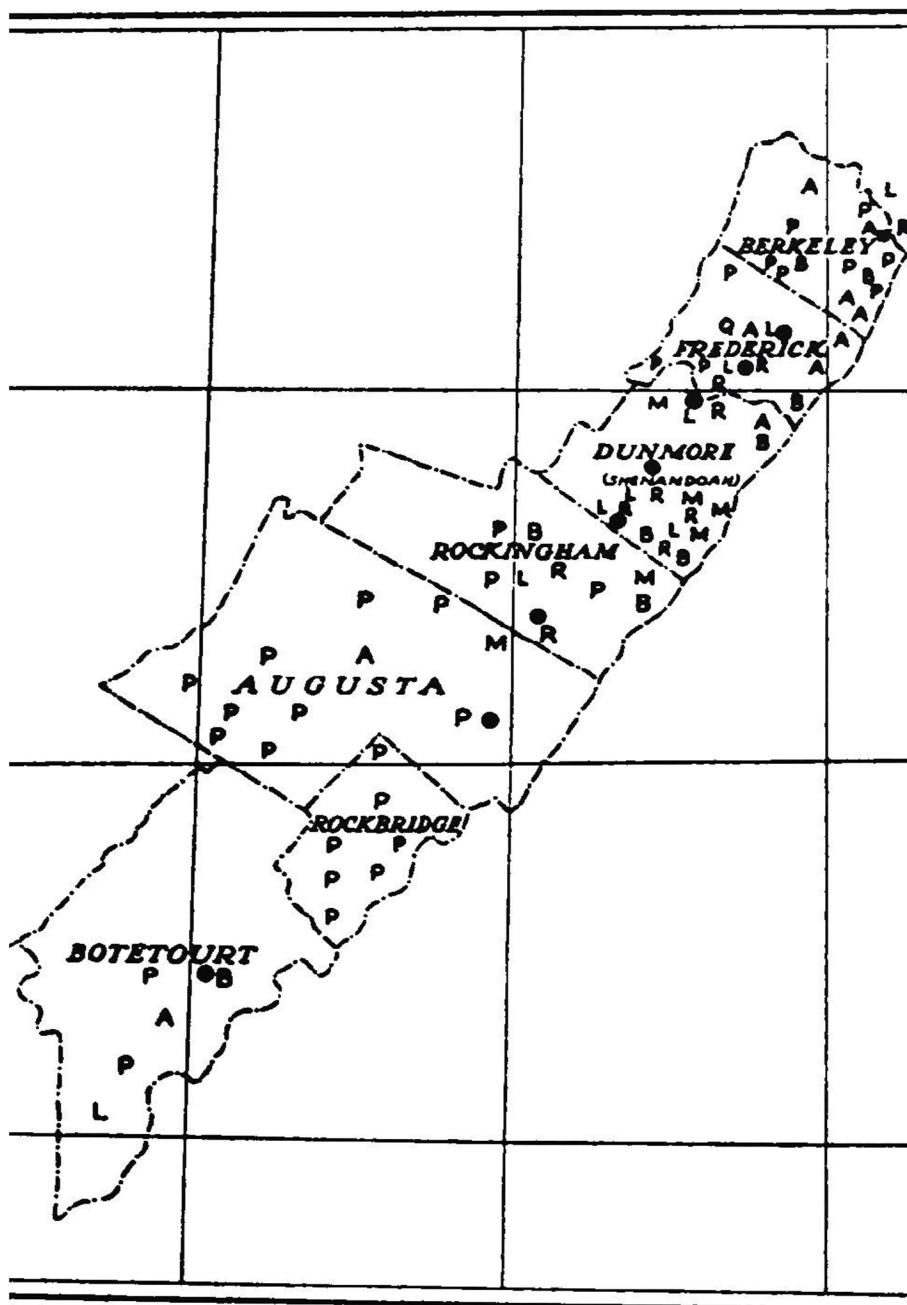 A
L
P
P
A R
BERKELEY
P P P B P B P
P
A
A
Q A L
A
FREDERICK
P P L R A
R
M L R B
A
B
DUNMORE
(SHENANDOAH)
L R M
L R R M
P B B L M
R B
ROCKINGHAM
P L R P M
B
P P
M R
P A
P
AUGUSTA
P P P
P P P
P
ROCKBRIDGE
P P
P P
P
BOTETOURT
P B
A
P
L